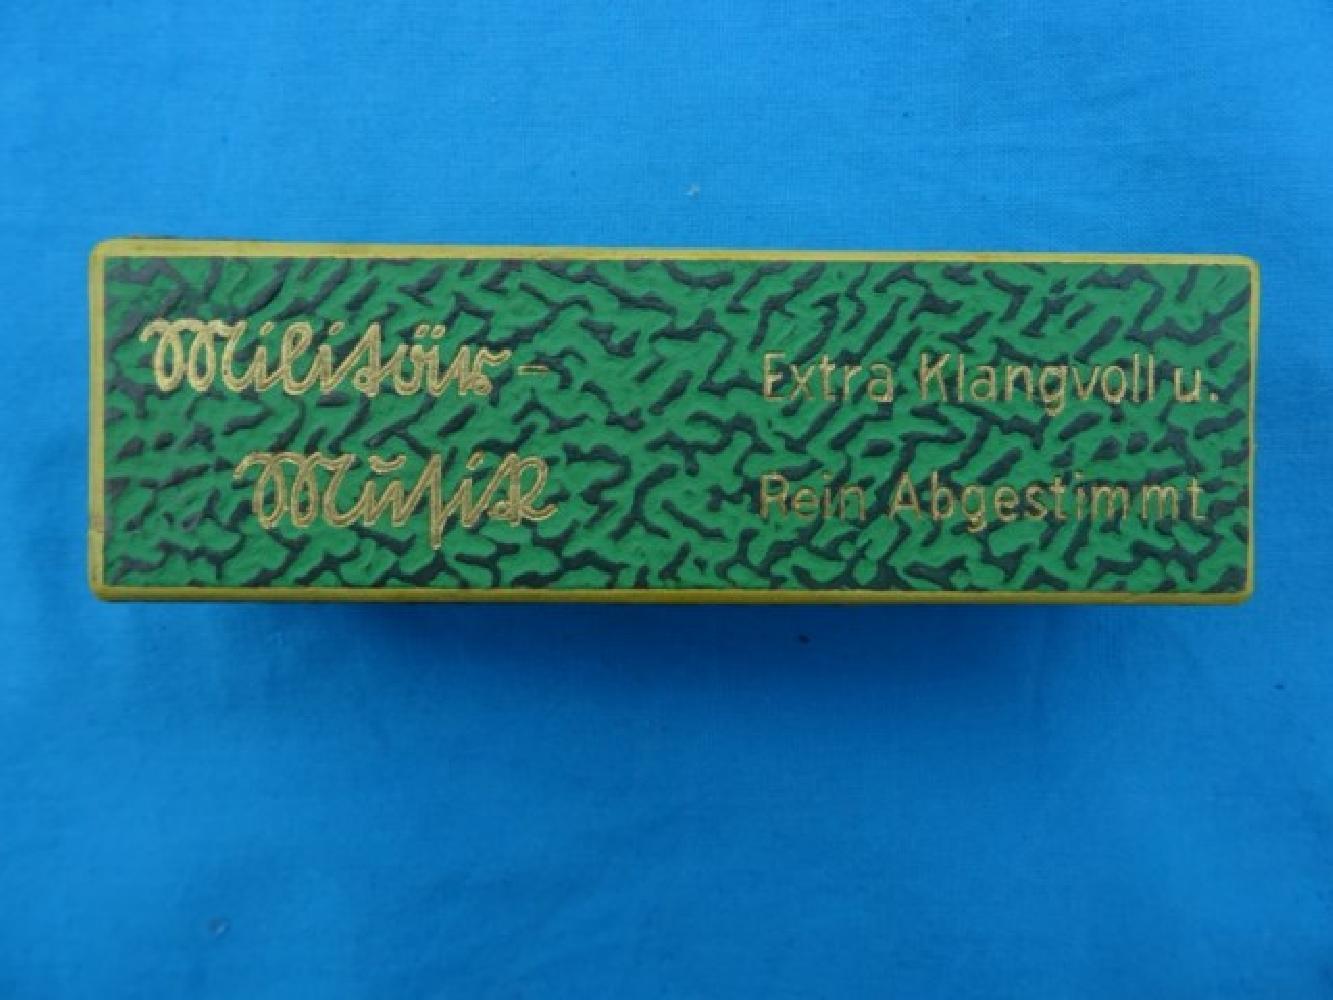 Militär-
Musik
Extra Klangvoll u.
Rein Abgestimmt